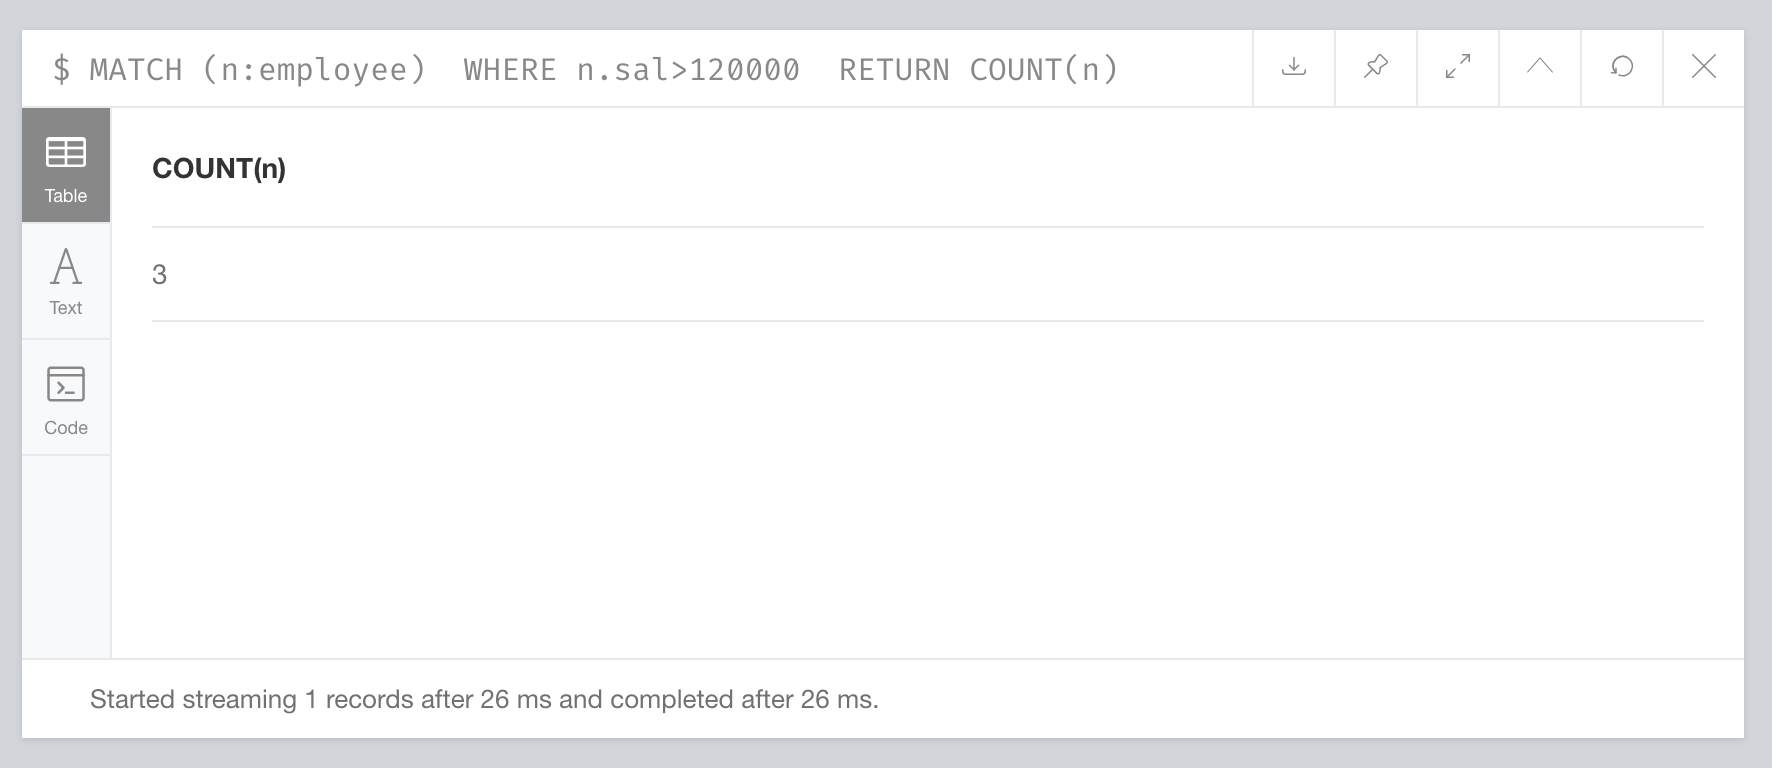 $ MATCH (n:employee)  WHERE n.sal>120000  RETURN COUNT(n)
Table
COUNT(n)
3
Text
Code
Started streaming 1 records after 26 ms and completed after 26 ms.